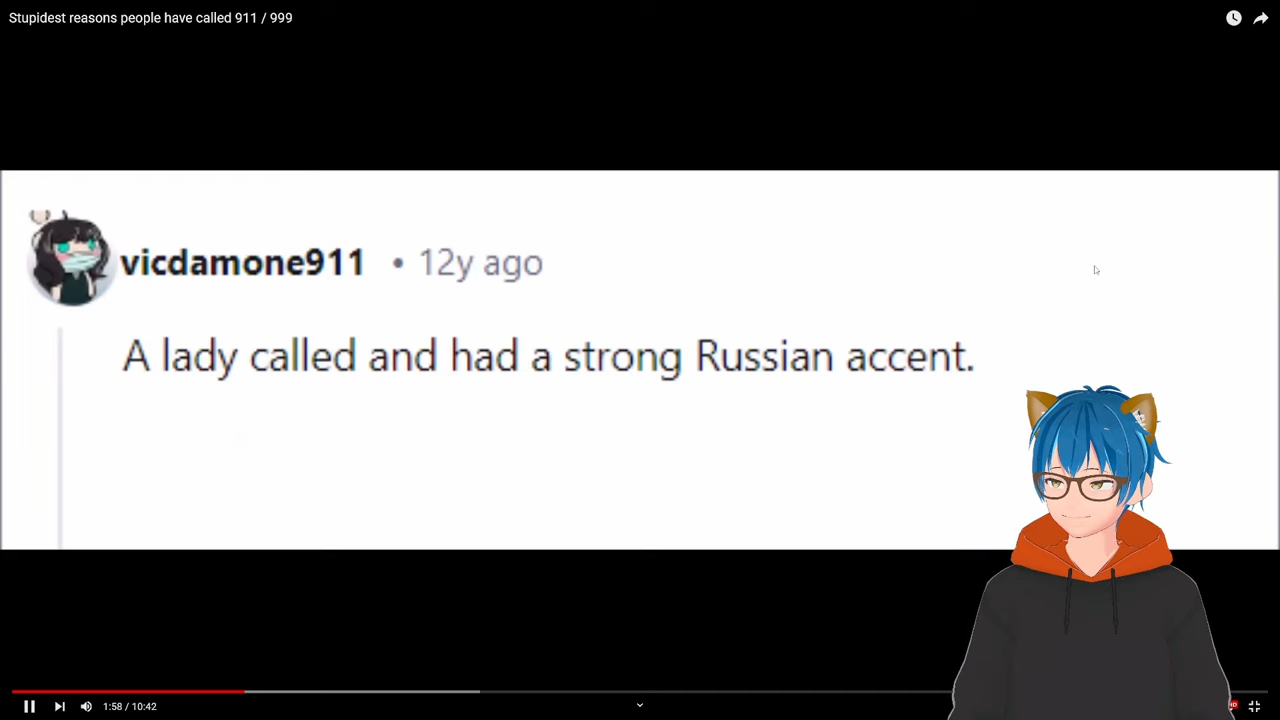 Stupidest reasons people have called 911 / 999
vicdamone911 • 12y ago
A lady called and had a strong Russian accent.
1:58 / 10:42